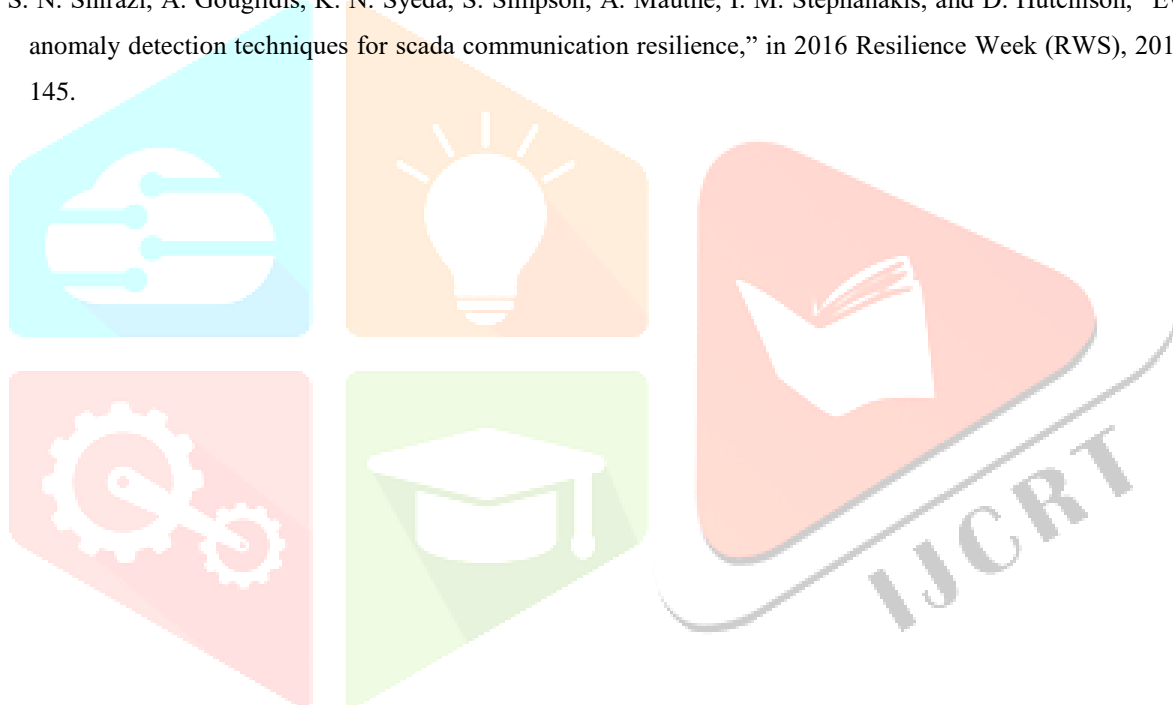 S. N. Shirazi, A. Gouglidis, K. N. Syeda, S. Simpson, A. Mauthe, I. M. Stephanakis, and D. Hutchison, “Ev
anomaly detection techniques for scada communication resilience,” in 2016 Resilience Week (RWS), 201
145.
IJCRT